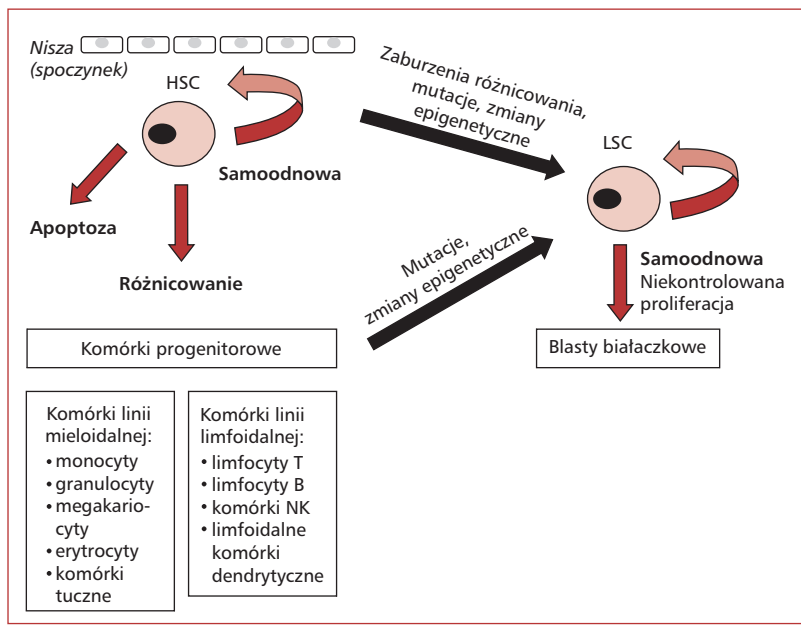 Nisza
(spoczynek)
HSC
Samoodnowa
Apoptoza
Różnicowanie
Zaburzenia różnicowania,
mutacje, zmiany
epigenetyczne
Mutacje,
zmiany epigenetyczne
LSC
Samoodnowa
Niekontrolowana
proliferacja
Komórki progenitorowe
Blasty białaczkowe
Komórki linii
mieloidalnej:
• monocyty
• granulocyty
• megakario-
cyty
• erytrocyty
• komórki
tuczne
Komórki linii
limfoidalnej:
• limfocyty T
• limfocyty B
• komórki NK
• limfoidalne
komórki
dendrytyczne